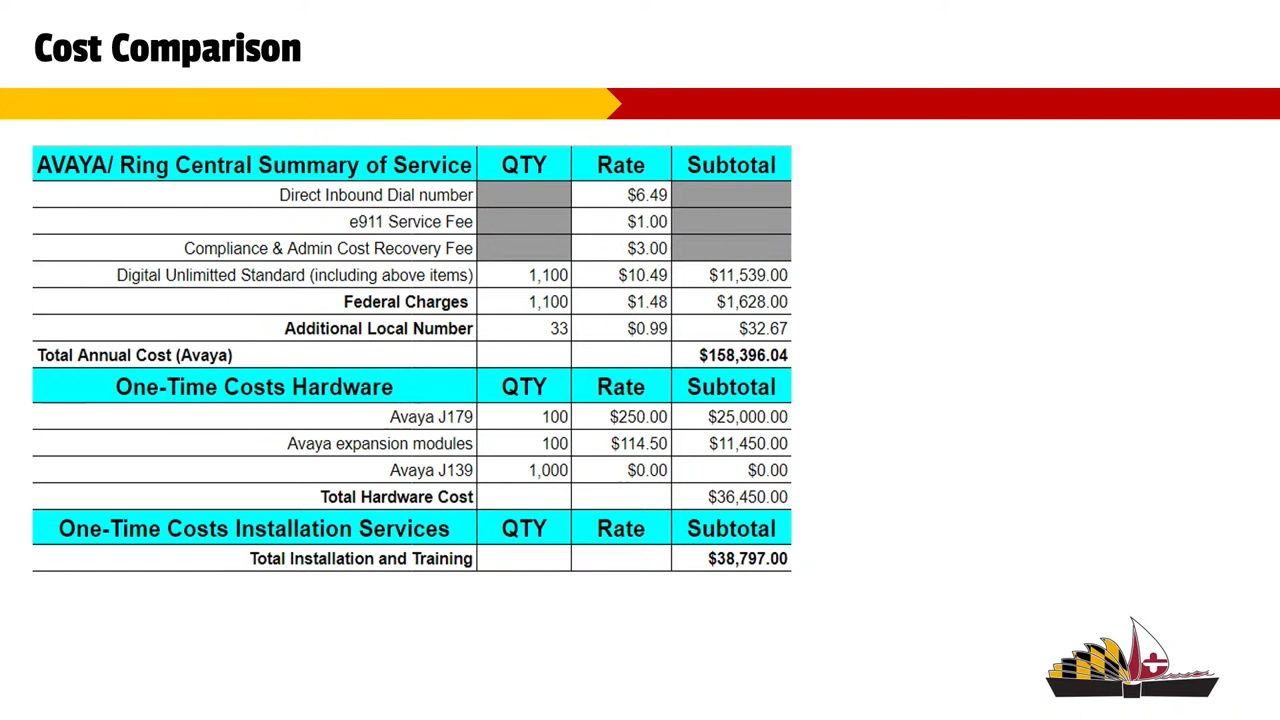 Cost Comparison
AVAYA/ Ring Central Summary of Service QTY Rate Subtotal
Direct Inbound Dial number $6.49
e911 Service Fee $1.00
Compliance & Admin Cost Recovery Fee $3.00
Digital Unlimitted Standard (including above items) 1,100 $10.49 $11,539.00
Federal Charges 1,100 $1.48 $1,628.00
Additional Local Number 33 $0.99 $32.67
Total Annual Cost (Avaya) $158,396.04
One-Time Costs Hardware QTY Rate Subtotal
Avaya J179 100 $250.00 $25,000.00
Avaya expansion modules 100 $114.50 $11,450.00
Avaya J139 1,000 $0.00 $0.00
Total Hardware Cost $36,450.00
One-Time Costs Installation Services QTY Rate Subtotal
Total Installation and Training $38,797.00